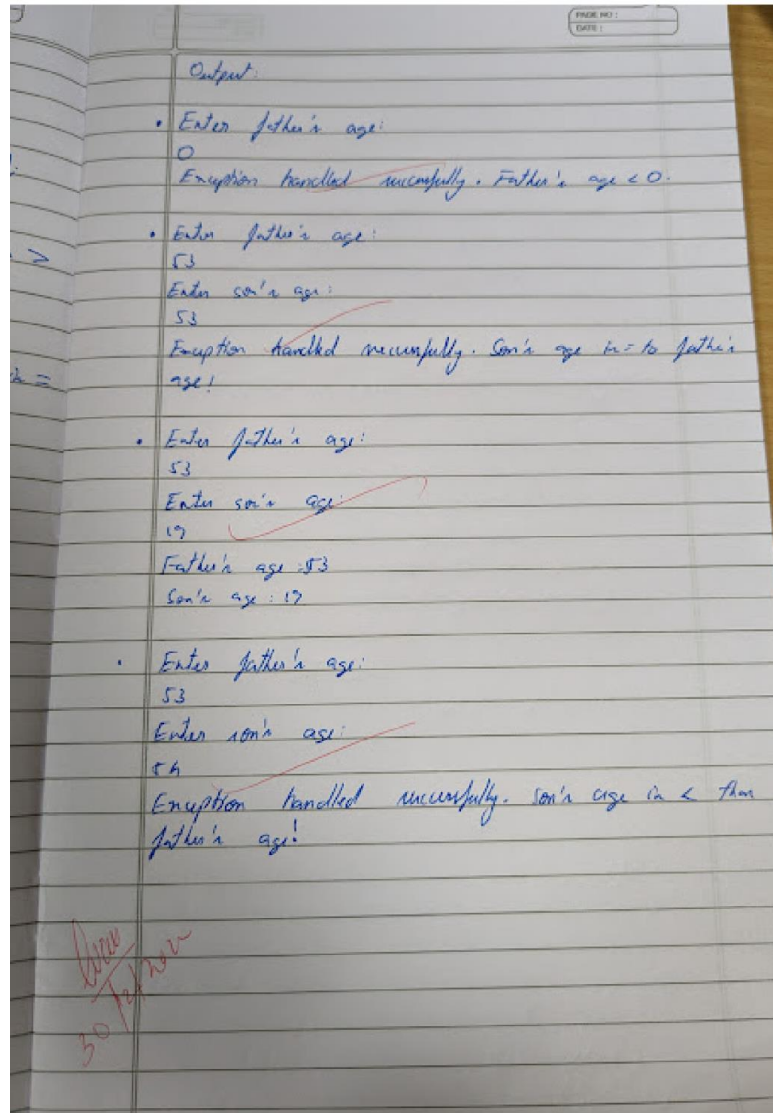 PAGE NO :
DATE :
Output:
• Enter father's age:
0
Exception handled successfully. Father's age < 0.
• Enter father's age:
53
Enter son's age:
53
Exception handled successfully. Son's age is = to father's
age!
• Enter father's age:
53
Enter son's age:
19
Father's age : 53
Son's age : 19
• Enter father's age:
53
Enter son's age:
54
Exception handled successfully. Son's age is < than
father's age!
>
=